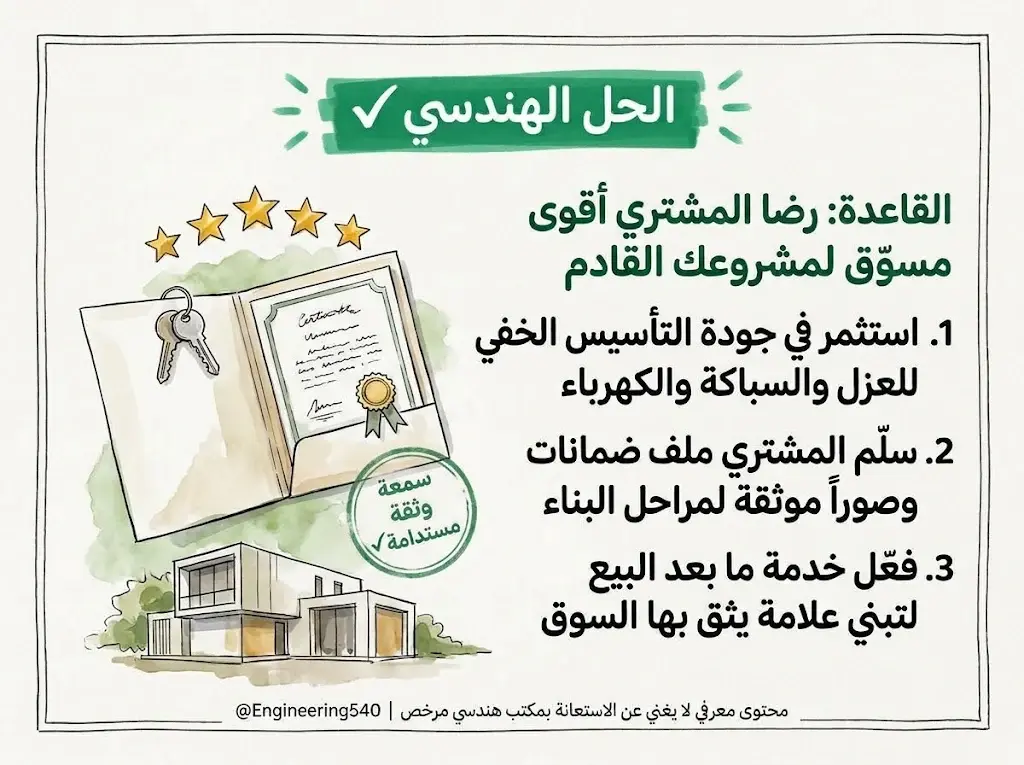 الحل الهندسي ✓
القاعدة: رضا المشتري أقوى
مسوّق لمشروعك القادم
1. استثمر في جودة التأسيس الخفي
للعزل والسباكة والكهرباء
2. سلّم المشتري ملف ضمانات
وصوراً موثقة لمراحل البناء
3. فعّل خدمة ما بعد البيع
لتبني علامة يثق بها السوق
سمعة
وثقة
مستدامة ✓
محتوى معرفي لا يغني عن الاستعانة بمكتب هندسي مرخص | @Engineering540